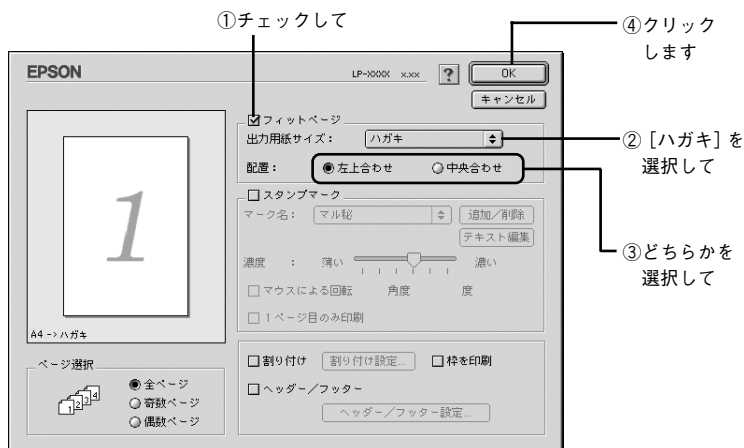 ①チェックして
④クリック
します
EPSON
LP-XXXX x.xx
?
OK
キャンセル
フィットページ
出力用紙サイズ：
ハガキ
②［ハガキ］を
選択して
配置：
左上合わせ
中央合わせ
③どちらかを
選択して
1
スタンプマーク
マーク名：
マル秘
追加／削除
テキスト編集
濃度 ：
薄い
濃い
マウスによる回転
角度
度
1ページ目のみ印刷
A4 -> ハガキ
ページ選択
1 2 3 4
全ページ
奇数ページ
偶数ページ
割り付け
割り付け設定...
枠を印刷
ヘッダー／フッター
ヘッダー／フッター設定...